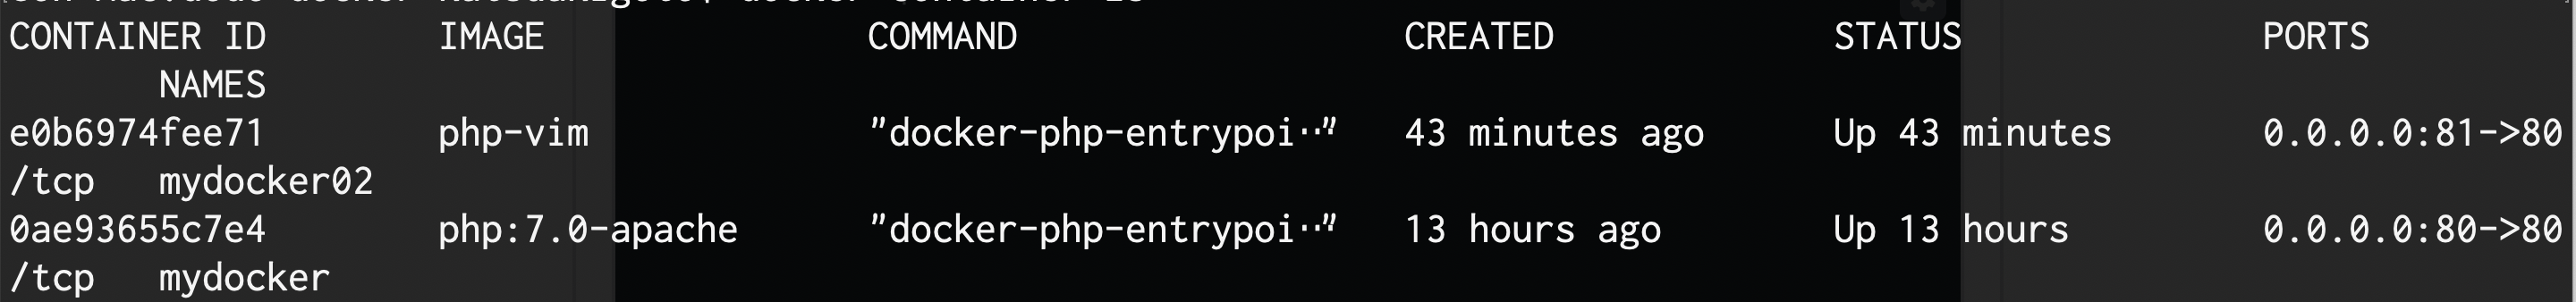 CONTAINER ID        IMAGE               COMMAND                  CREATED             STATUS              PORTS
       NAMES
e0b6974fee71        php-vim             "docker-php-entrypoi…"   43 minutes ago      Up 43 minutes       0.0.0.0:81->80
/tcp   mydocker02
0ae93655c7e4        php:7.0-apache      "docker-php-entrypoi…"   13 hours ago        Up 13 hours         0.0.0.0:80->80
/tcp   mydocker